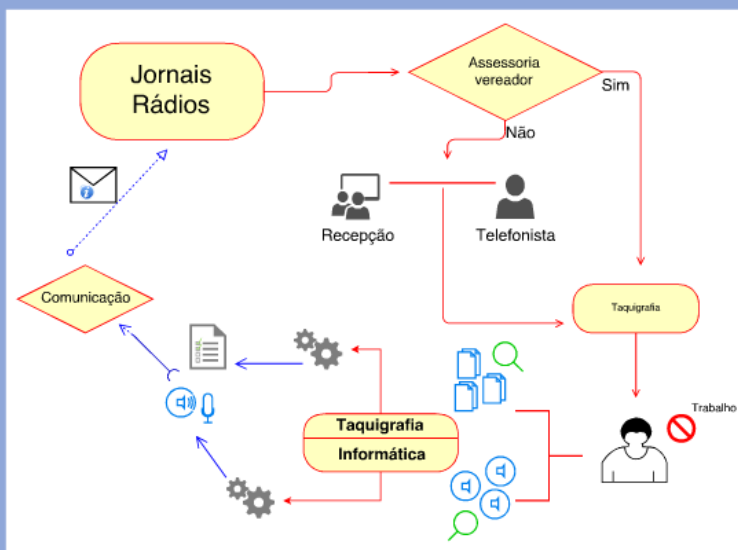 Jornais
Rádios
Assessoria
vereador
Sim
Não
Recepção
Telefonista
Comunicação
Taquigrafia
Trabalho
Taquigrafia
Informática